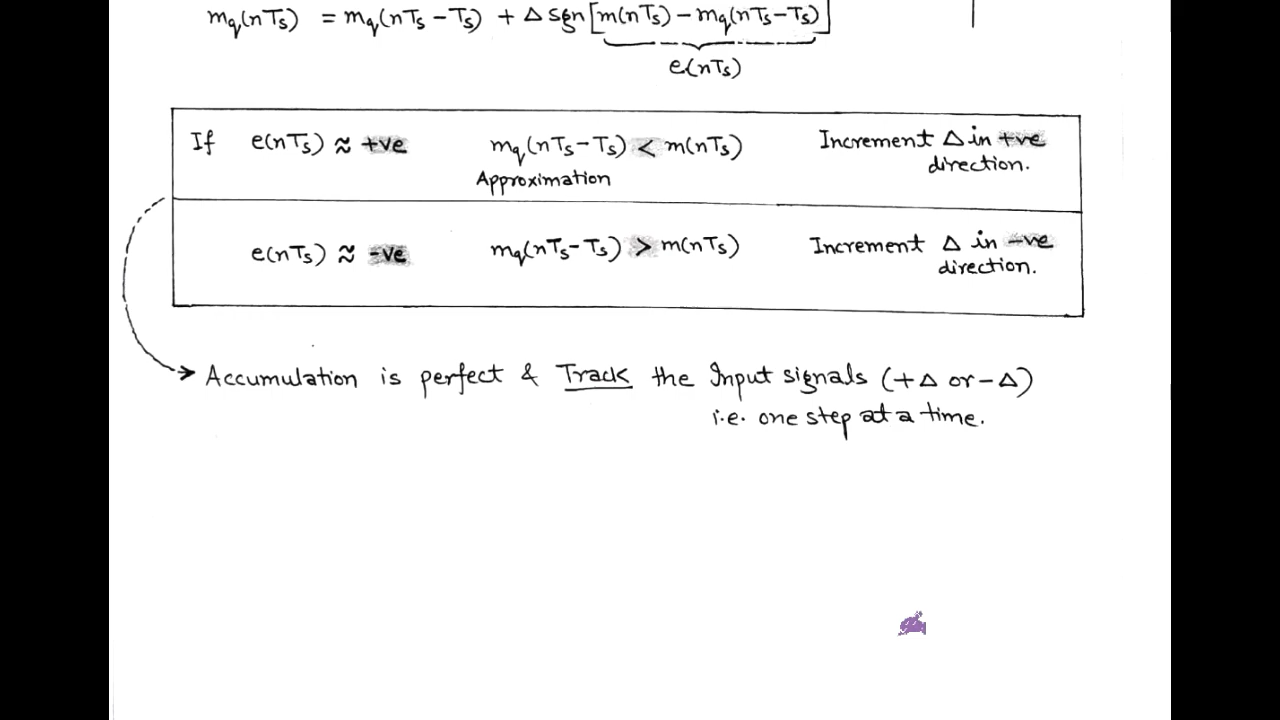 mq(nTs) = mq(nTs − Ts) + Δ sgn[m(nTs) − mq(nTs−Ts)]
e(nTs)
If e(nTs) ≈ +ve mq(nTs−Ts) < m(nTs) Increment Δ in +ve
Approximation direction.
e(nTs) ≈ −ve mq(nTs−Ts) > m(nTs) Increment Δ in −ve
direction.
Accumulation is perfect & Track the Input signals (+Δ or −Δ)
i.e. one step at a time.